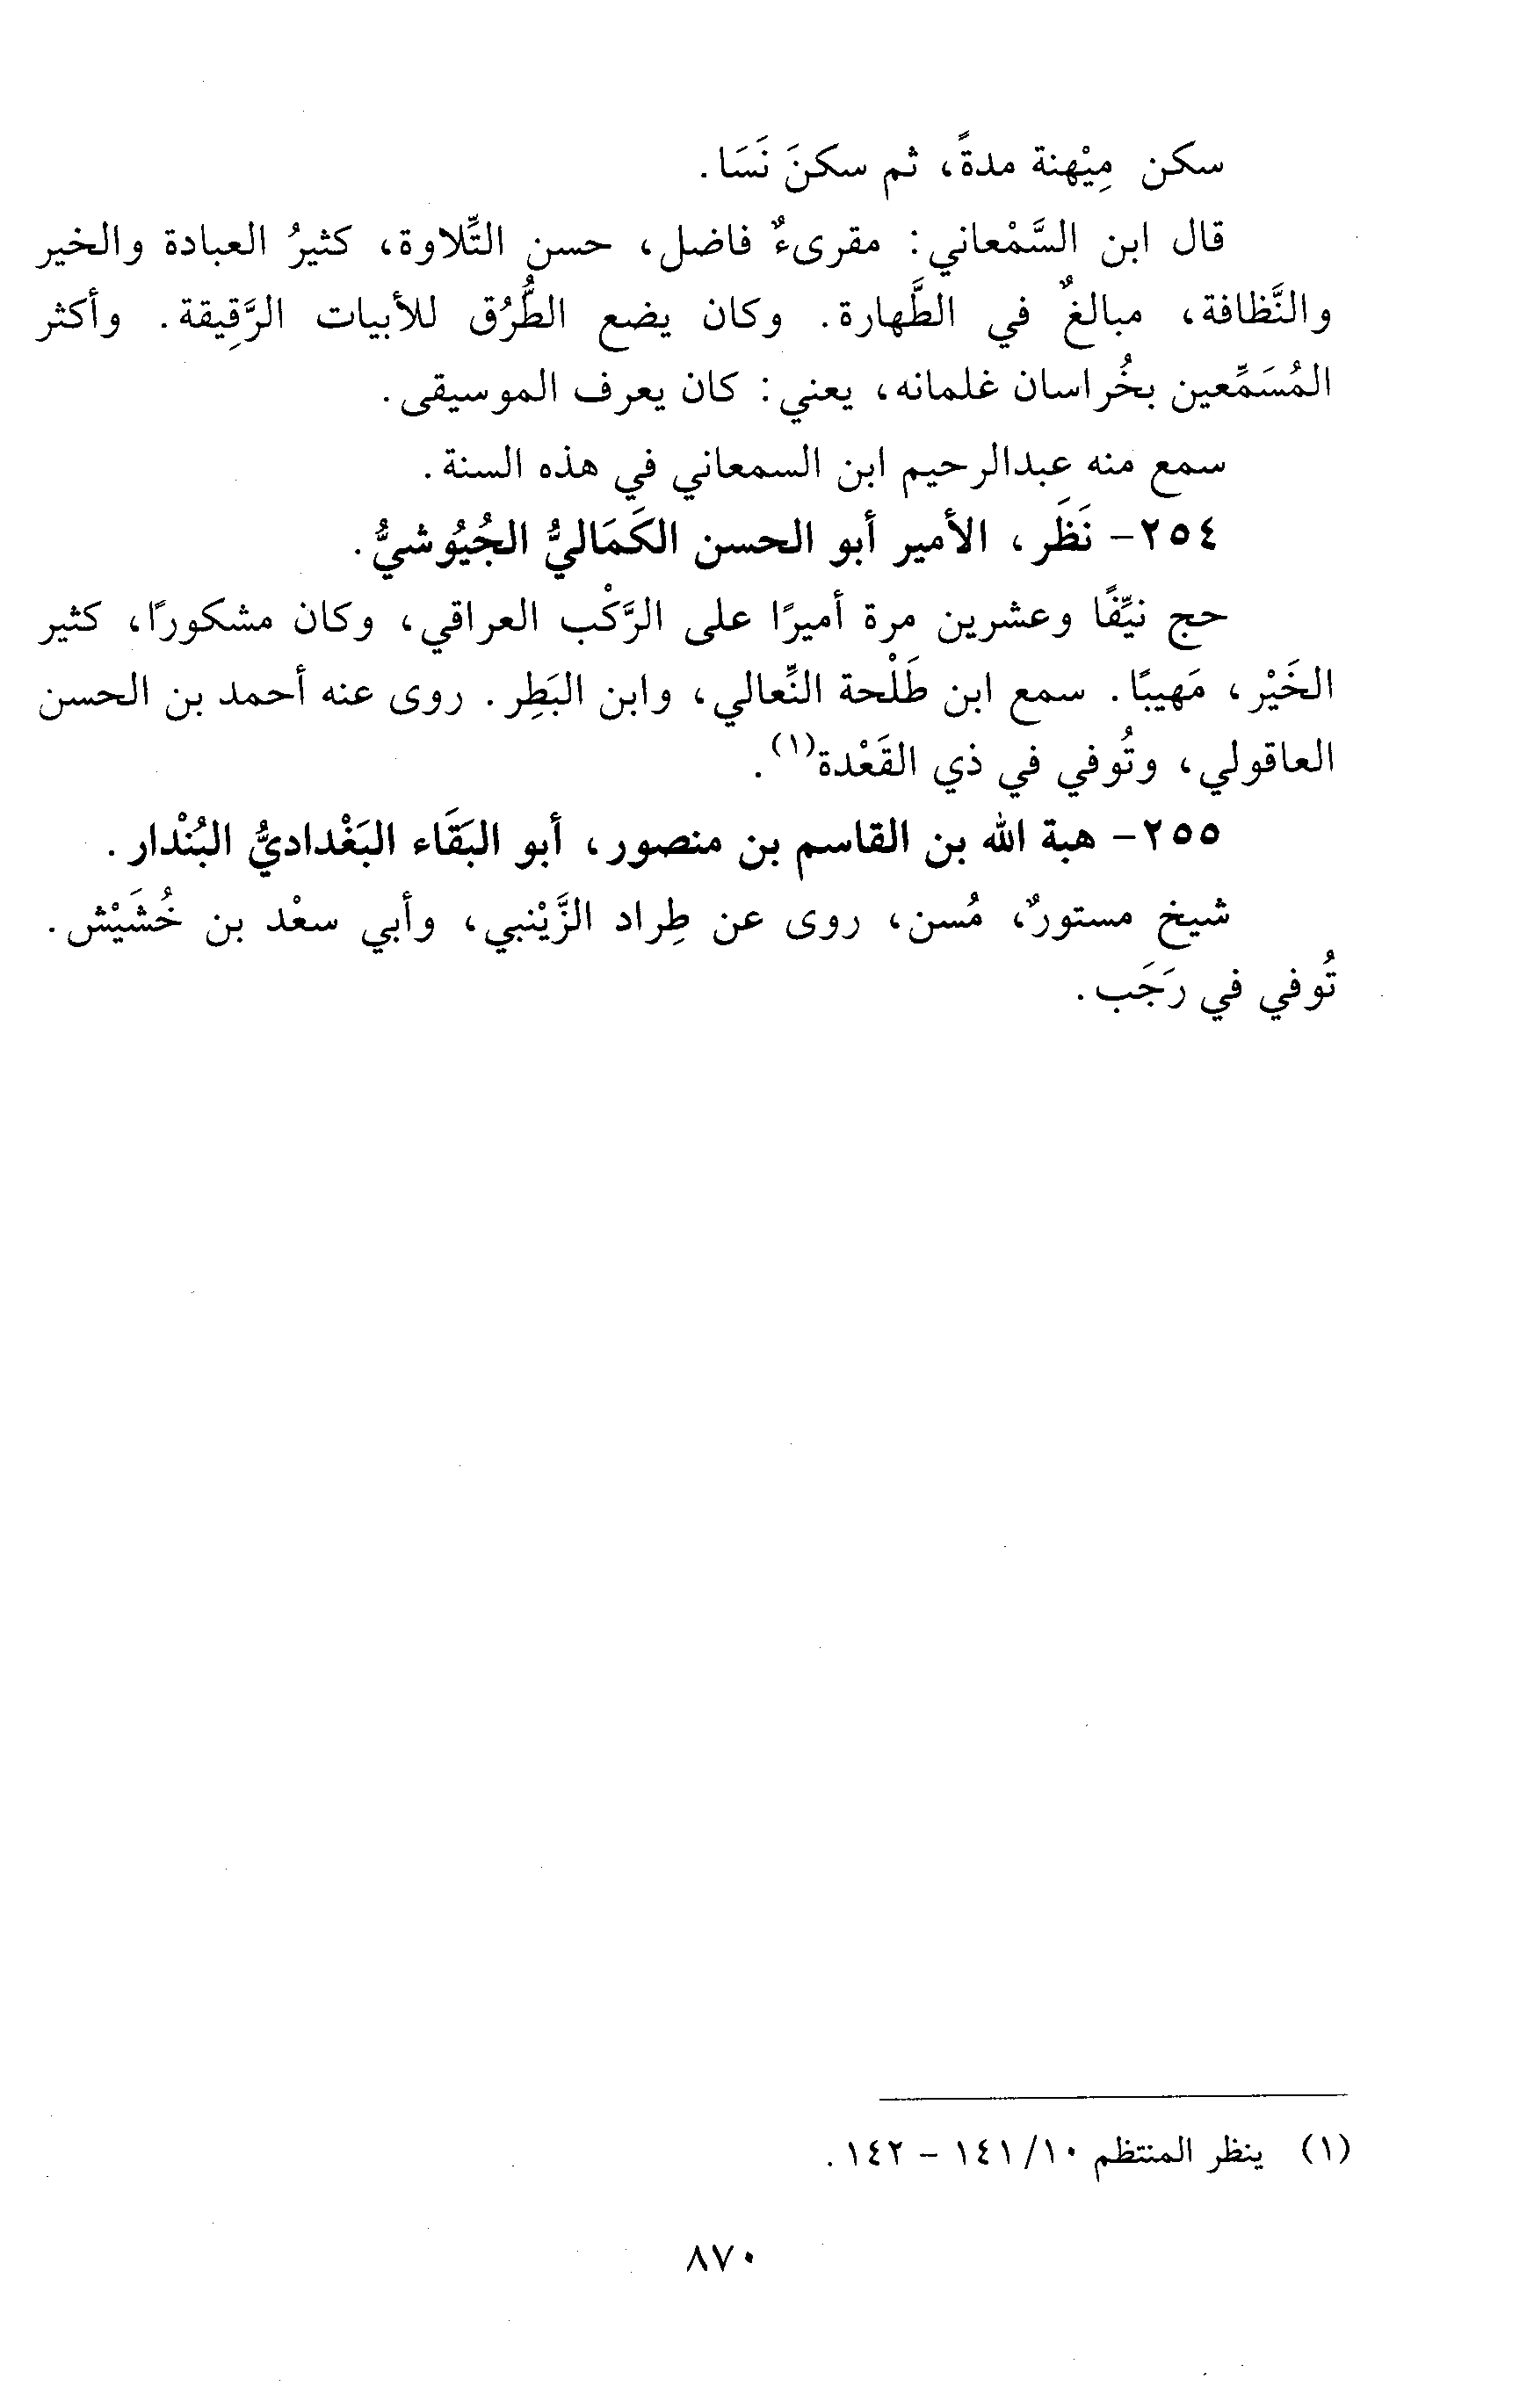 سكن مِيْهنة مدةً، ثم سكنَ نَسَا.
قال ابن السَّمْعاني: مقرىءٌ فاضل، حسن التِّلاوة، كثيرُ العبادة والخير
والنَّظافة، مبالغٌ في الطَّهارة. وكان يضع الطُّرُق للأبيات الرَّقِيقة. وأكثر
المُسَمِّعين بخُراسان غلمانه، يعني: كان يعرف الموسيقى.
سمع منه عبدالرحيم ابن السمعاني في هذه السنة.
٢٥٤- نَظَر، الأمير أبو الحسن الكَمَاليُّ الجُيُوشيُّ.
حج نيِّفًا وعشرين مرة أميرًا على الرَّكْب العراقي، وكان مشكورًا، كثير
الخَيْر، مَهيبًا. سمع ابن طَلْحة النِّعالي، وابن البَطِر. روى عنه أحمد بن الحسن
العاقولي، وتُوفي في ذي القَعْدة(١).
٢٥٥- هبة الله بن القاسم بن منصور، أبو البَقَاء البَغْداديُّ البُنْدار.
شيخ مستورٌ، مُسن، روى عن طِراد الزَّيْنبي، وأبي سعْد بن خُشَيْش.
تُوفي في رَجَب.
(١) ينظر المنتظم ١٠/ ١٤١ - ١٤٢.
٨٧٠